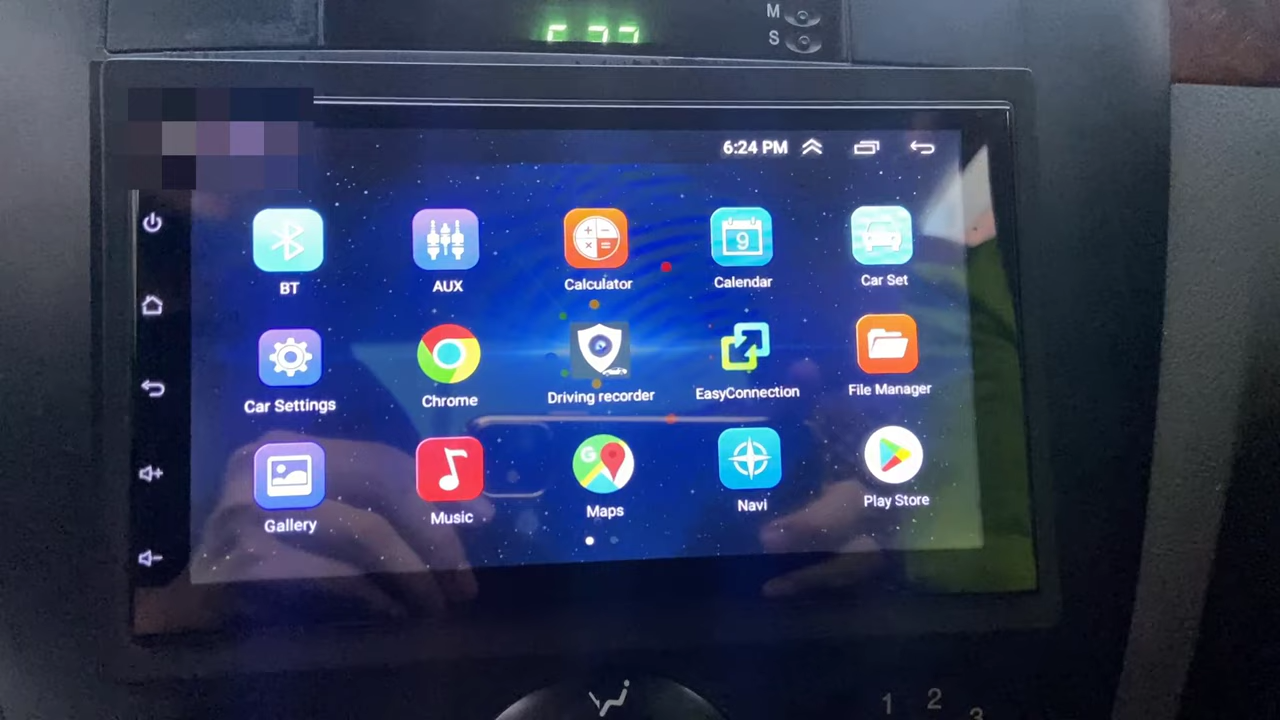 M
S
6:24 PM
BT
AUX
Calculator
9
Calendar
Car Set
Car Settings
Chrome
Driving recorder
EasyConnection
File Manager
Gallery
Music
G
Maps
Navi
Play Store
1 2 3